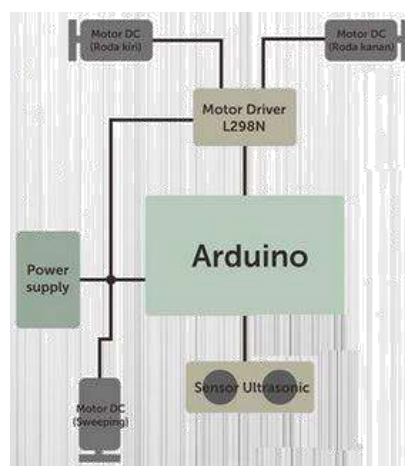 Motor DC
(Roda kiri)
Motor DC
(Roda kanan)
Motor Driver
L298N
Arduino
Power
supply
Sensor Ultrasonic
Motor DC
(Sweeping)